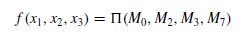 f(x₁, x₂, x₃) = Π(M₀, M₂, M₃, M₇)